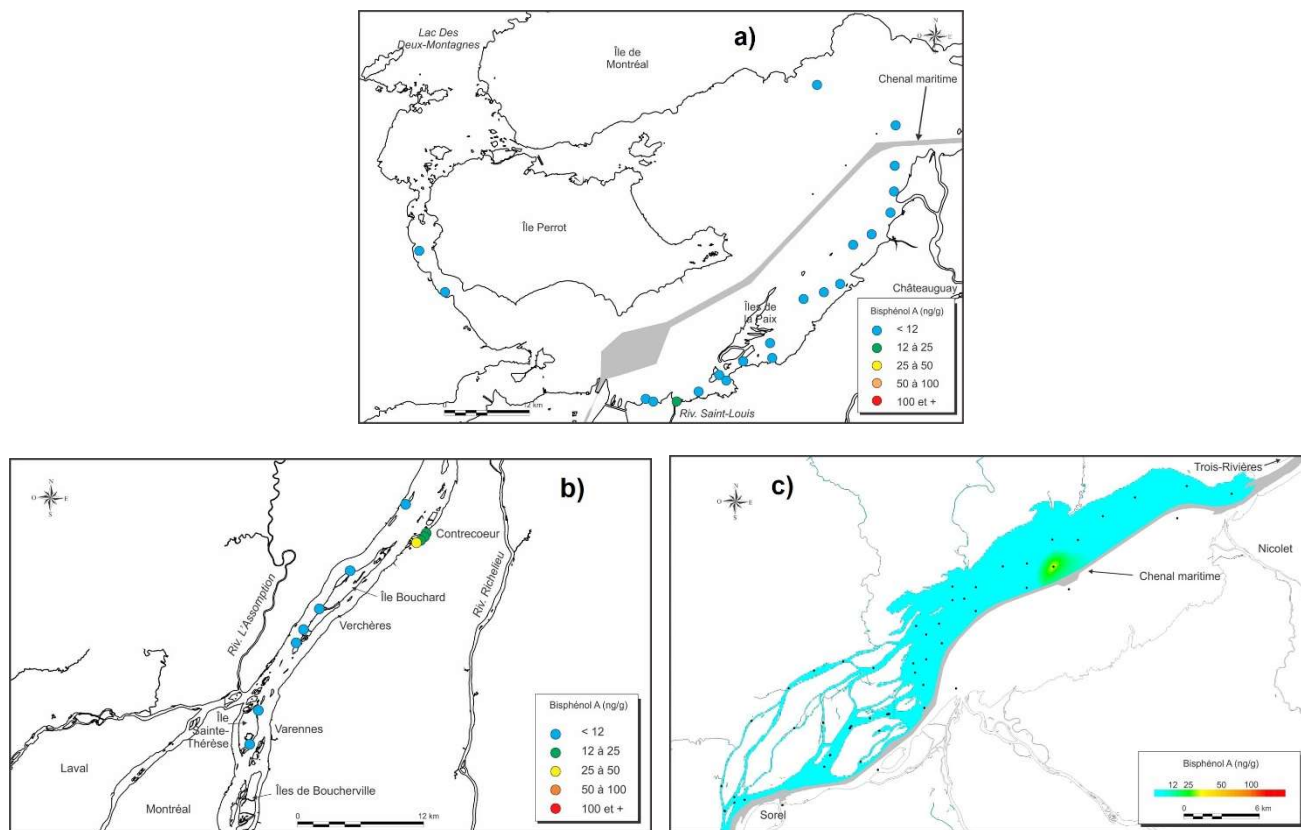 a)
N
O E
Lac Des
Deux-Montagnes
Île de
Montréal
Chenal maritime
Île Perrot
Châteauguay
Îles de
la Paix
Bisphénol A (ng/g)
< 12
12 à 25
25 à 50
50 à 100
100 et +
0 12 km
Riv. Saint-Louis
b)
N
O E
S
Contrecoeur
Île Bouchard
Riv. L'Assomption
Verchères
Riv. Richelieu
Île
Sainte-
Thérèse
Varennes
Laval
Montréal
Îles de Boucherville
Bisphénol A (ng/g)
< 12
12 à 25
25 à 50
50 à 100
100 et +
0 12 km
c)
N
O E
S
Trois-Rivières
Nicolet
Chenal maritime
Sorel
Bisphénol A (ng/g)
12 25 50 100
0 6 km